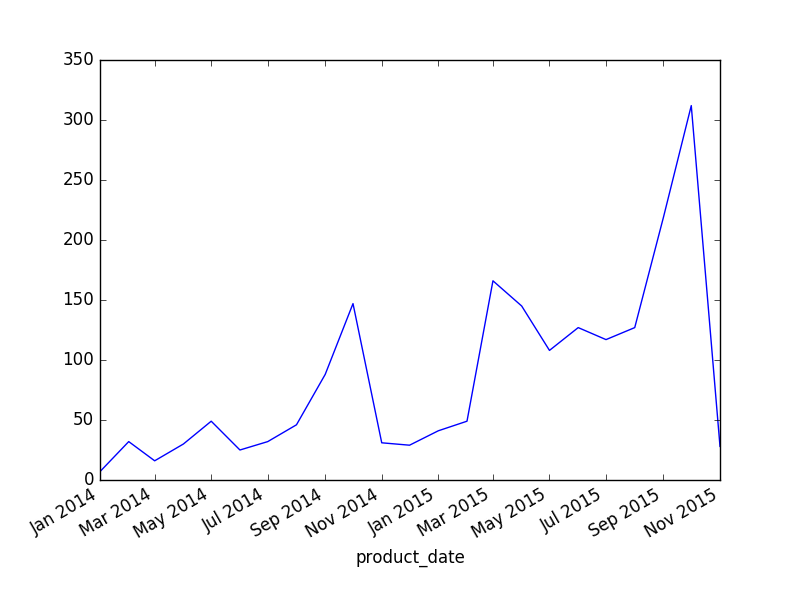 350
300
250
200
150
100
50
0
Jan 2014
Mar 2014
May 2014
Jul 2014
Sep 2014
Nov 2014
Jan 2015
Mar 2015
May 2015
Jul 2015
Sep 2015
Nov 2015
product_date